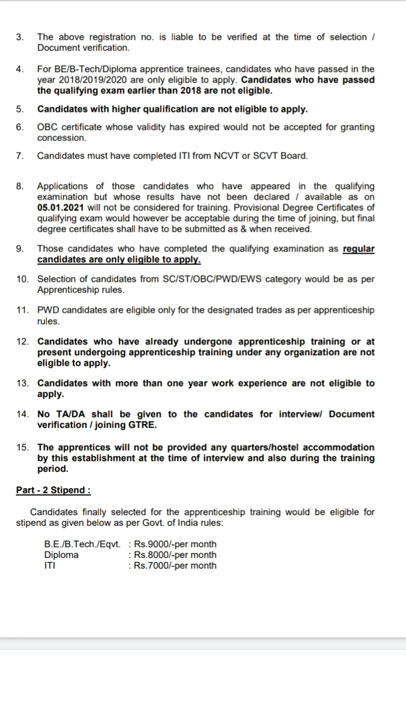 3. The above registration no. is liable to be verified at the time of selection /
Document verification.
4. For BE/B-Tech/Diploma apprentice trainees, candidates who have passed in the
year 2018/2019/2020 are only eligible to apply. Candidates who have passed
the qualifying exam earlier than 2018 are not eligible.
5. Candidates with higher qualification are not eligible to apply.
6. OBC certificate whose validity has expired would not be accepted for granting
concession.
7. Candidates must have completed ITI from NCVT or SCVT Board.
8. Applications of those candidates who have appeared in the qualifying
examination but whose results have not been declared / available as on
05.01.2021 will not be considered for training. Provisional Degree Certificates of
qualifying exam would however be acceptable during the time of joining, but final
degree certificates shall have to be submitted as & when received.
9. Those candidates who have completed the qualifying examination as regular
candidates are only eligible to apply.
10. Selection of candidates from SC/ST/OBC/PWD/EWS category would be as per
Apprenticeship rules.
11. PWD candidates are eligible only for the designated trades as per apprenticeship
rules.
12. Candidates who have already undergone apprenticeship training or at
present undergoing apprenticeship training under any organization are not
eligible to apply.
13. Candidates with more than one year work experience are not eligible to
apply.
14. No TA/DA shall be given to the candidates for interview/ Document
verification / joining GTRE.
15. The apprentices will not be provided any quarters/hostel accommodation
by this establishment at the time of interview and also during the training
period.
Part - 2 Stipend :
Candidates finally selected for the apprenticeship training would be eligible for
stipend as given below as per Govt. of India rules:
B.E./B.Tech./Eqvt. : Rs.9000/-per month
Diploma : Rs.8000/-per month
ITI : Rs.7000/-per month